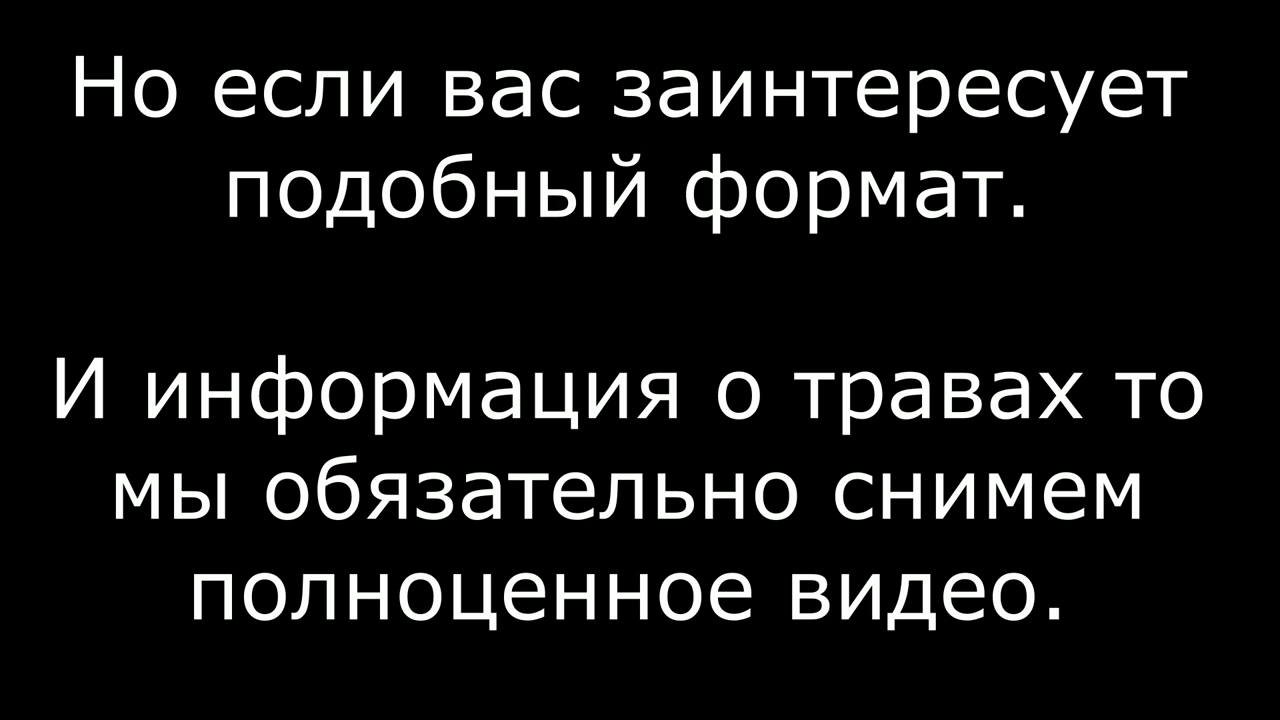 Но если вас заинтересует
подобный формат.
И информация о травах то
мы обязательно снимем
полноценное видео.